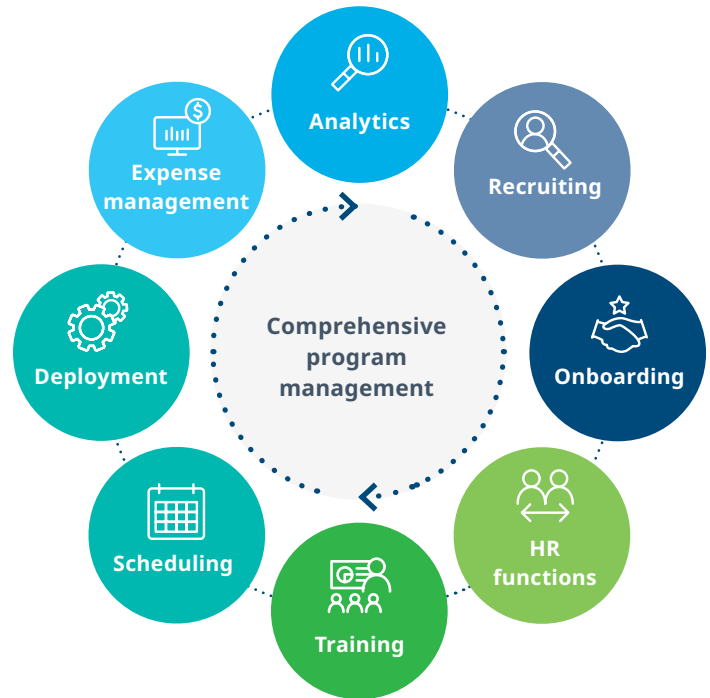 Analytics
Recruiting
Onboarding
HR
functions
Training
Scheduling
Deployment
Expense
management
$
Comprehensive
program
management